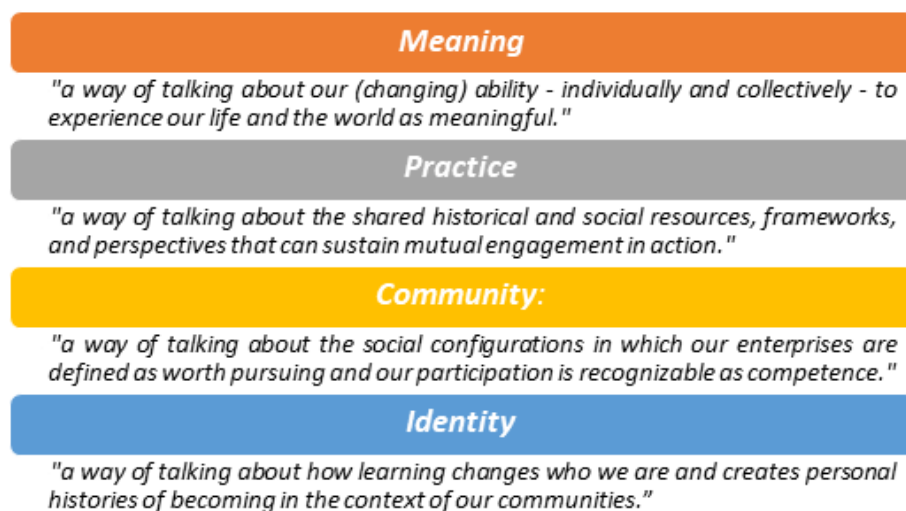 Meaning
"a way of talking about our (changing) ability - individually and collectively - to
experience our life and the world as meaningful."
Practice
"a way of talking about the shared historical and social resources, frameworks,
and perspectives that can sustain mutual engagement in action."
Community:
"a way of talking about the social configurations in which our enterprises are
defined as worth pursuing and our participation is recognizable as competence."
Identity
"a way of talking about how learning changes who we are and creates personal
histories of becoming in the context of our communities.”